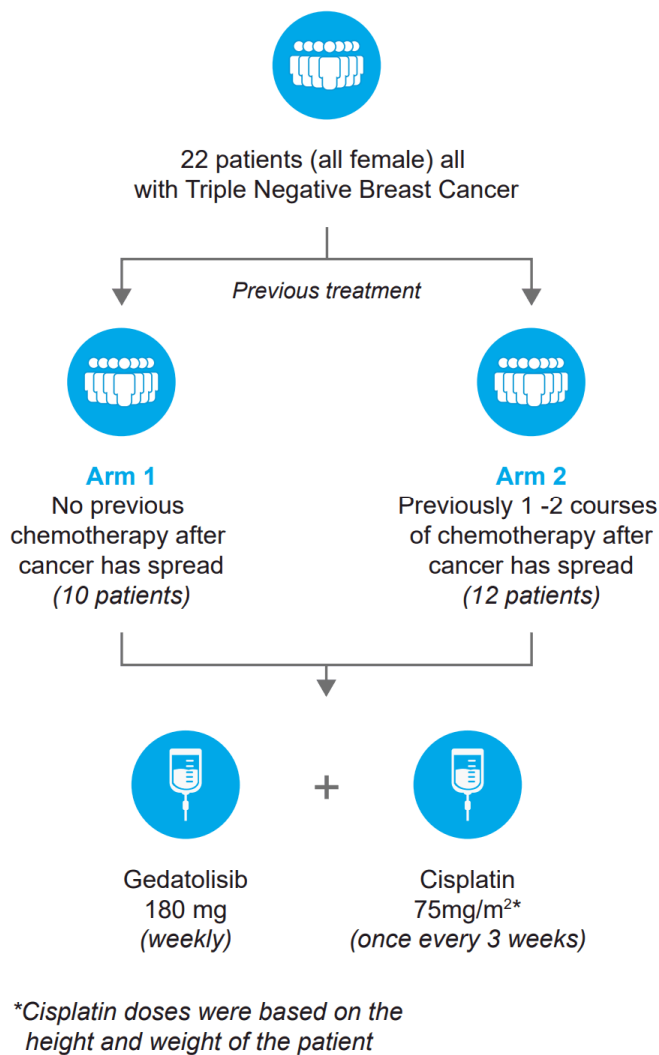 22 patients (all female) all
with Triple Negative Breast Cancer
Previous treatment
Arm 1
No previous
chemotherapy after
cancer has spread
(10 patients)
Arm 2
Previously 1 -2 courses
of chemotherapy after
cancer has spread
(12 patients)
+
Gedatolisib
180 mg
(weekly)
Cisplatin
75mg/m²*
(once every 3 weeks)
*Cisplatin doses were based on the
height and weight of the patient